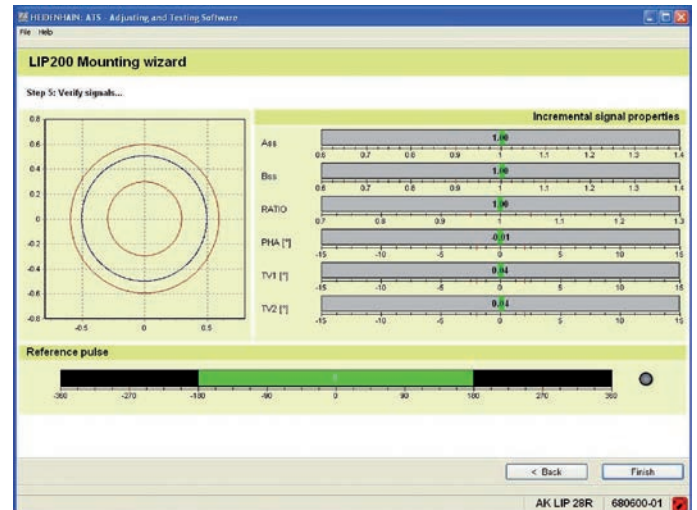 HEIDENHAIN: ATS - Adjusting and Testing Software
File Help
LIP200 Mounting wizard
Step 5: Verify signals...
Incremental signal properties
0.8
0.6
0.4
0.2
0
-0.2
-0.4
-0.6
-0.8
-0.5 0 0.5
Ass 1.00
0.6 0.7 0.8 0.9 1 1.1 1.2 1.3 1.4
Bss 1.00
0.6 0.7 0.8 0.9 1 1.1 1.2 1.3 1.4
RATIO 1.00
0.7 0.8 0.9 1 1.1 1.2 1.3
PHA [°] -0.01
-15 -10 -5 0 5 10 15
TV1 [°] 0.04
-15 -10 -5 0 5 10 15
TV2 [°] 0.04
-15 -10 -5 0 5 10 15
Reference pulse
-360 -270 -180 -90 0 90 180 270 360
< Back Finish
AK LIP 28R 680600-01